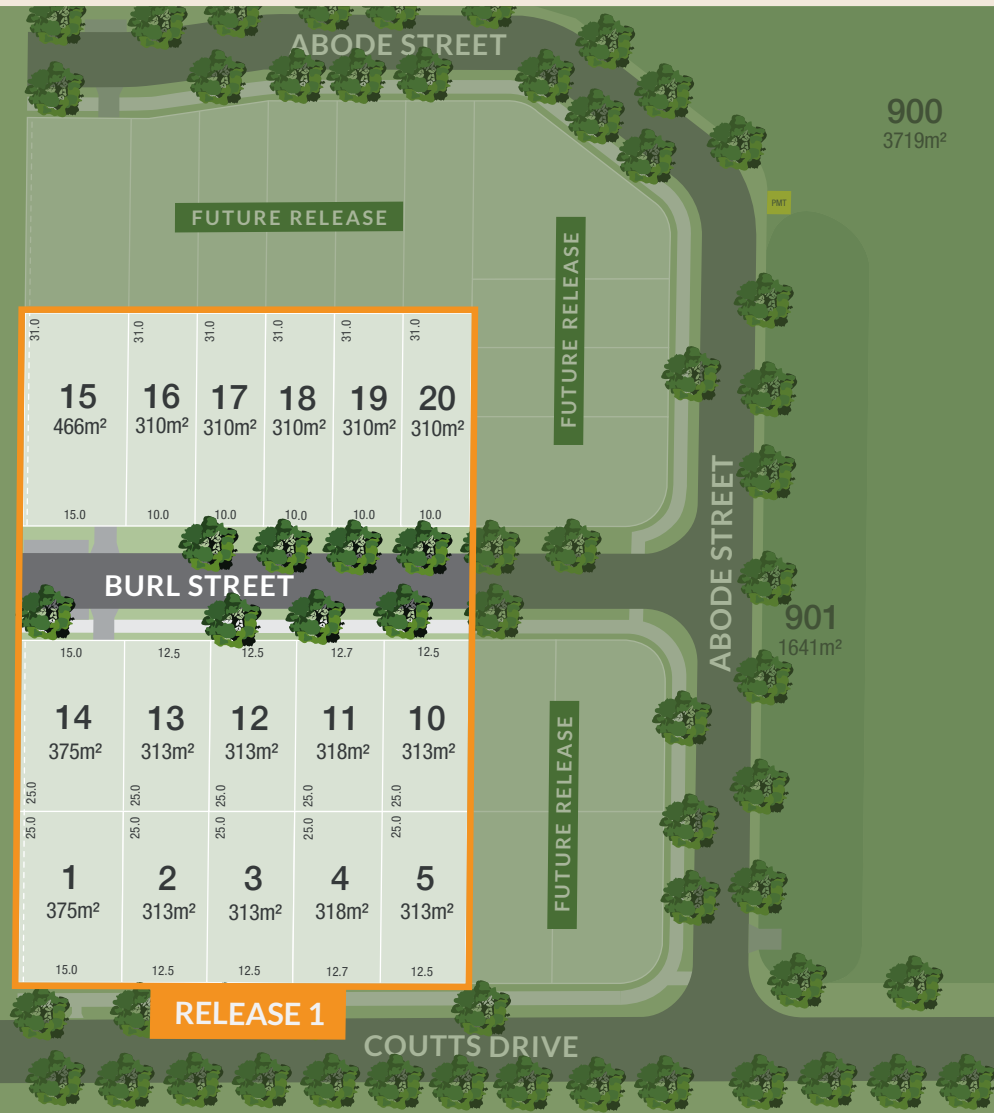 ABODE STREET
900
3719m²
PMT
FUTURE RELEASE
FUTURE RELEASE
31.0
31.0
31.0
31.0
31.0
31.0
15
466m²
16
310m²
17
310m²
18
310m²
19
310m²
20
310m²
15.0
10.0
10.0
10.0
10.0
10.0
BURL STREET
ABODE STREET
901
1641m²
15.0
12.5
12.5
12.7
12.5
14
375m²
13
313m²
12
313m²
11
318m²
10
313m²
25.0
25.0
25.0
25.0
25.0
FUTURE RELEASE
25.0
25.0
25.0
25.0
25.0
1
375m²
2
313m²
3
313m²
4
318m²
5
313m²
15.0
12.5
12.5
12.7
12.5
RELEASE 1
COUTTS DRIVE